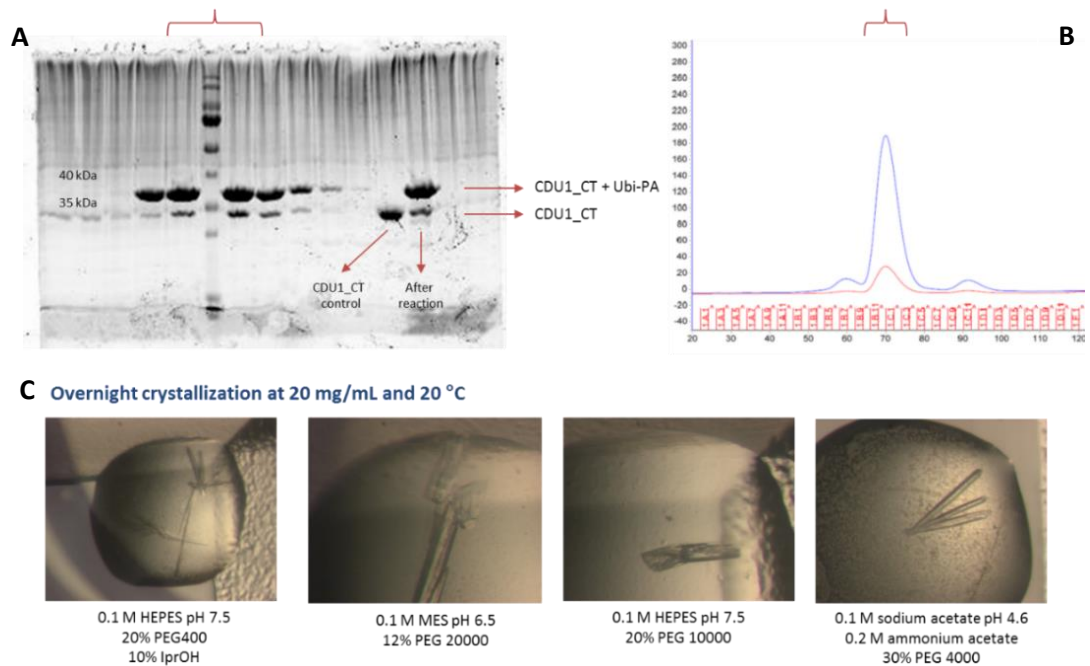 A
B
40 kDa
35 kDa
CDU1_CT + Ubi-PA
CDU1_CT
CDU1_CT
control
After
reaction
300
280
260
240
220
200
180
160
140
120
100
80
60
40
20
0
-20
-40
20 30 40 50 60 70 80 90 100 110 120
C Overnight crystallization at 20 mg/mL and 20 °C
0.1 M HEPES pH 7.5
20% PEG400
10% IprOH
0.1 M MES pH 6.5
12% PEG 20000
0.1 M HEPES pH 7.5
20% PEG 10000
0.1 M sodium acetate pH 4.6
0.2 M ammonium acetate
30% PEG 4000